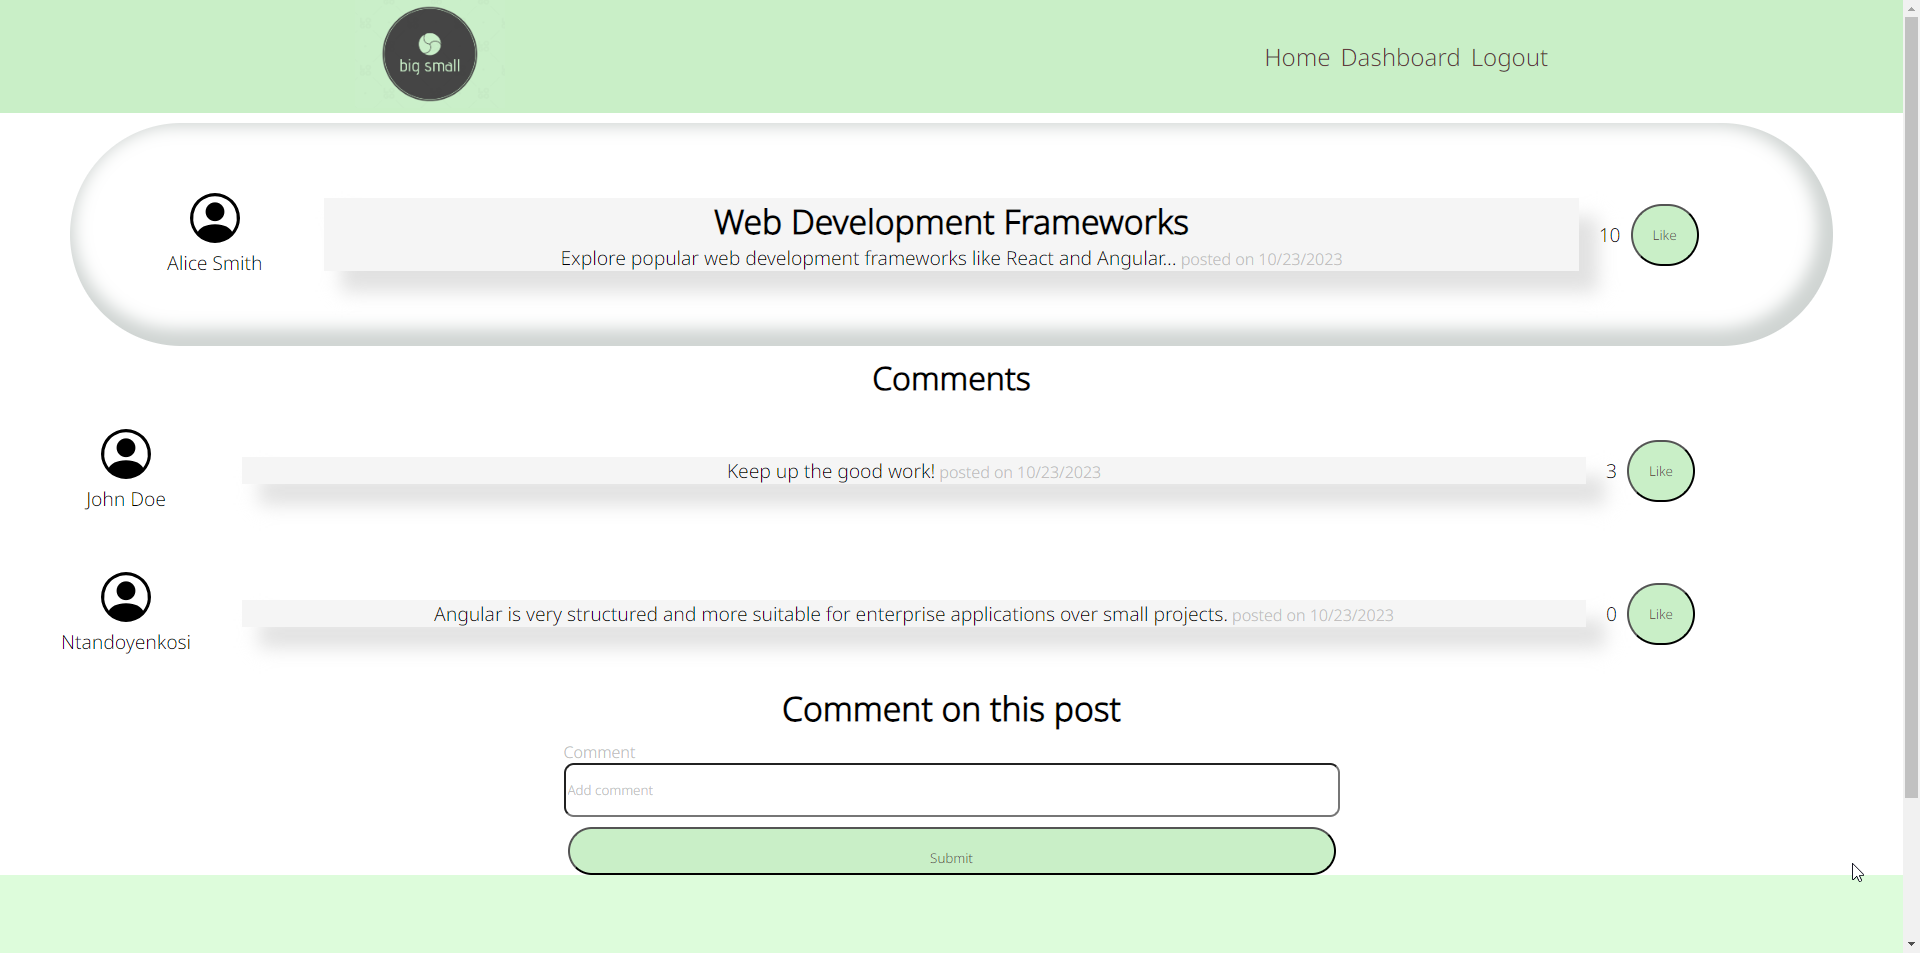 big small
Home Dashboard Logout
Web Development Frameworks
Explore popular web development frameworks like React and Angular... posted on 10/23/2023
Alice Smith
10
Like
Comments
Keep up the good work! posted on 10/23/2023
John Doe
3
Like
Angular is very structured and more suitable for enterprise applications over small projects. posted on 10/23/2023
Ntandoyenkosi
0
Like
Comment on this post
Comment
Add comment
Submit